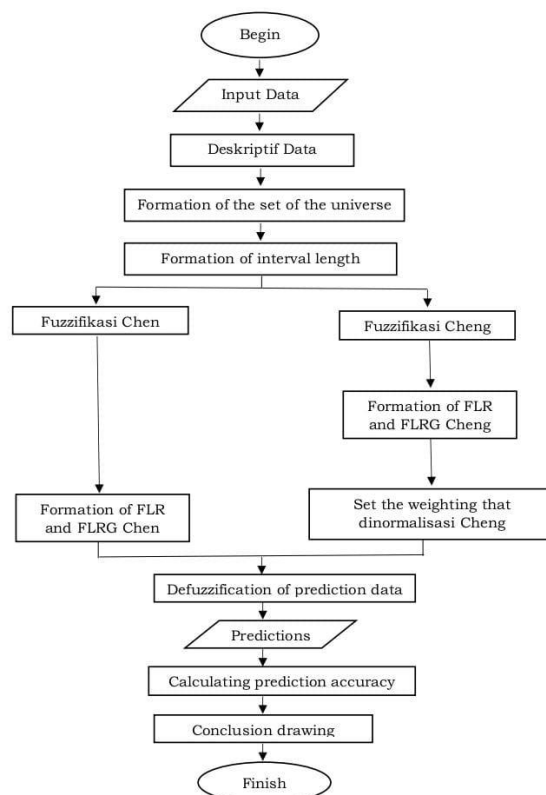 Begin
Input Data
Deskriptif Data
Formation of the set of the universe
Formation of interval length
Fuzzifikasi Chen
Fuzzifikasi Cheng
Formation of FLR
and FLRG Cheng
Formation of FLR
and FLRG Chen
Set the weighting that
dinormalisasi Cheng
Defuzzification of prediction data
Predictions
Calculating prediction accuracy
Conclusion drawing
Finish